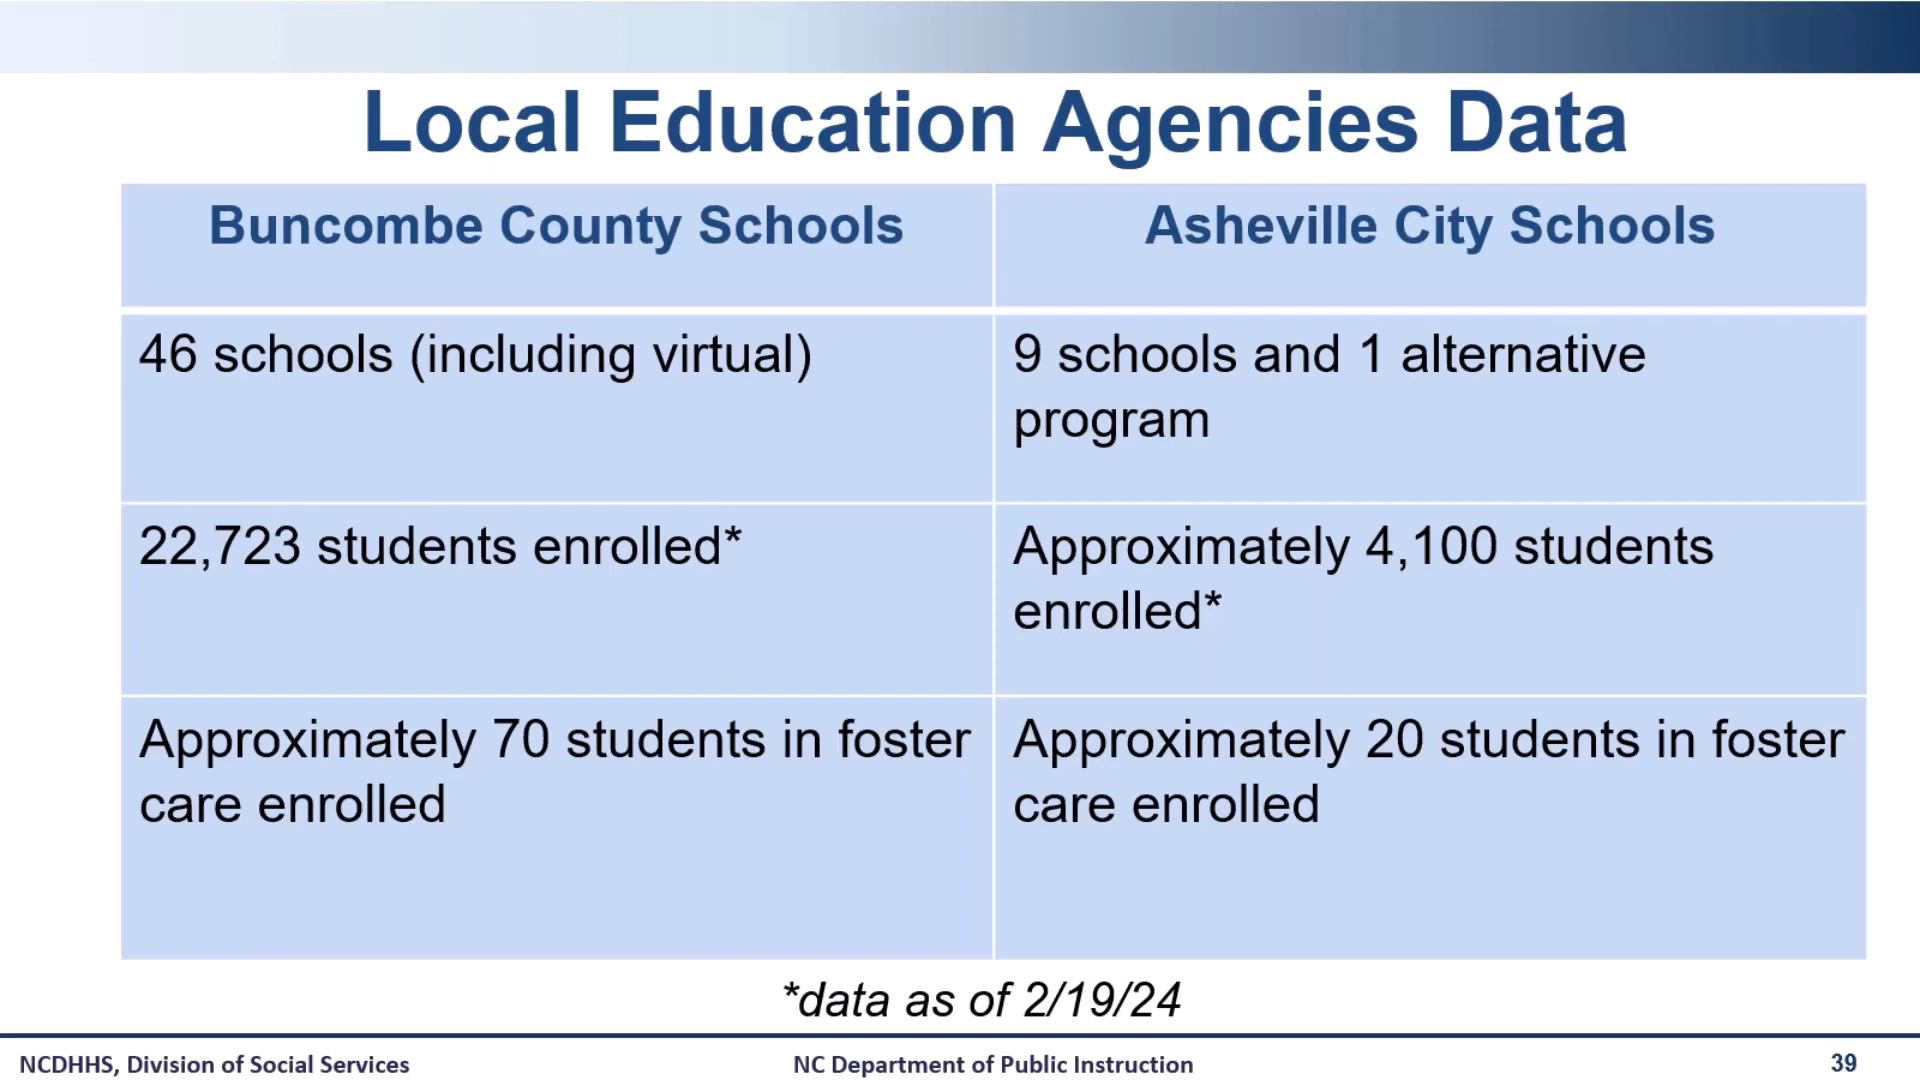 Local Education Agencies Data
Buncombe County Schools
Asheville City Schools
46 schools (including virtual)
9 schools and 1 alternative
program
22,723 students enrolled*
Approximately 4,100 students
enrolled*
Approximately 70 students in foster
care enrolled
Approximately 20 students in foster
care enrolled
*data as of 2/19/24
NCDHHS, Division of Social Services
NC Department of Public Instruction
39